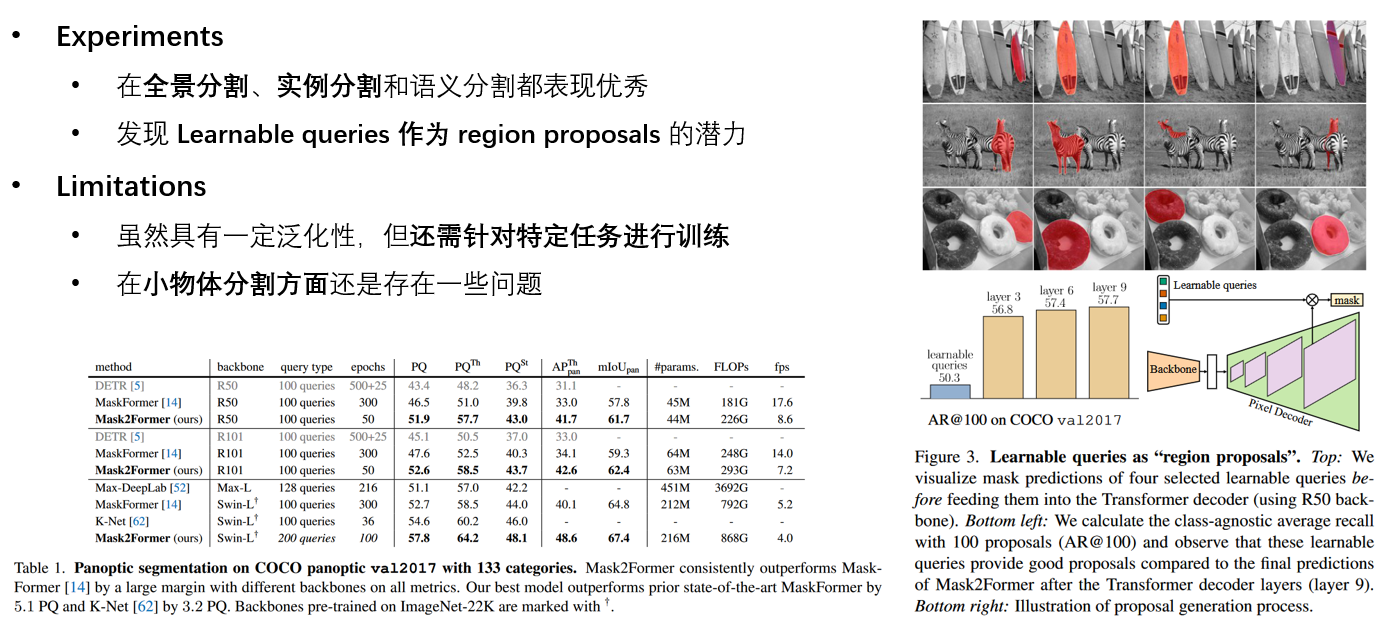 • Experiments
• 在全景分割、实例分割和语义分割都表现优秀
• 发现 Learnable queries 作为 region proposals 的潜力
• Limitations
• 虽然具有一定泛化性，但还需针对特定任务进行训练
• 在小物体分割方面还是存在一些问题
method backbone query type epochs PQ PQ^Th PQ^St AP^Th_pan mIoU_pan #params. FLOPs fps
DETR [5] R50 100 queries 500+25 43.4 48.2 36.3 31.1 - - - -
MaskFormer [14] R50 100 queries 300 46.5 51.0 39.8 33.0 57.8 45M 181G 17.6
Mask2Former (ours) R50 100 queries 50 51.9 57.7 43.0 41.7 61.7 44M 226G 8.6
DETR [5] R101 100 queries 500+25 45.1 50.5 37.0 33.0 - - - -
MaskFormer [14] R101 100 queries 300 47.6 52.5 40.3 34.1 59.3 64M 248G 14.0
Mask2Former (ours) R101 100 queries 50 52.6 58.5 43.7 42.6 62.4 63M 293G 7.2
Max-DeepLab [52] Max-L 128 queries 216 51.1 57.0 42.2 - - 451M 3692G -
MaskFormer [14] Swin-L† 100 queries 300 52.7 58.5 44.0 40.1 64.8 212M 792G 5.2
K-Net [62] Swin-L† 100 queries 36 54.6 60.2 46.0 - - - - -
Mask2Former (ours) Swin-L† 200 queries 100 57.8 64.2 48.1 48.6 67.4 216M 868G 4.0
Table 1. Panoptic segmentation on COCO panoptic val2017 with 133 categories. Mask2Former consistently outperforms Mask-
Former [14] by a large margin with different backbones on all metrics. Our best model outperforms prior state-of-the-art MaskFormer by
5.1 PQ and K-Net [62] by 3.2 PQ. Backbones pre-trained on ImageNet-22K are marked with †.
learnable
queries
50.3
layer 3
56.8
layer 6
57.4
layer 9
57.7
AR@100 on COCO val2017
Learnable queries
mask
Backbone
Pixel Decoder
Figure 3. Learnable queries as “region proposals”. Top: We
visualize mask predictions of four selected learnable queries be-
fore feeding them into the Transformer decoder (using R50 back-
bone). Bottom left: We calculate the class-agnostic average recall
with 100 proposals (AR@100) and observe that these learnable
queries provide good proposals compared to the final predictions
of Mask2Former after the Transformer decoder layers (layer 9).
Bottom right: Illustration of proposal generation process.